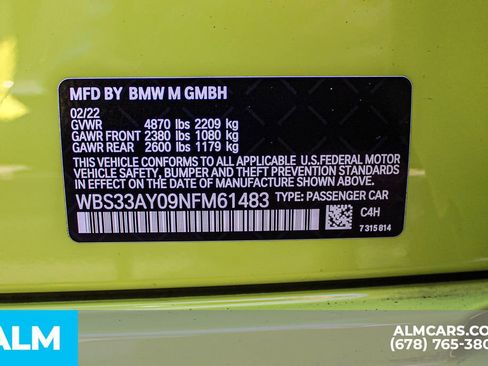 MFD BY BMW M GMBH
02/22
GVWR 4870 lbs 2209 kg
GAWR FRONT 2380 lbs 1080 kg
GAWR REAR 2600 lbs 1179 kg
THIS VEHICLE CONFORMS TO ALL APPLICABLE U.S.FEDERAL MOTOR
VEHICLE SAFETY, BUMPER, AND THEFT PREVENTION STANDARDS
IN EFFECT ON THE DATE OF MANUFACTURE SHOWN ABOVE.
WBS33AY09NFM61483 TYPE: PASSENGER CAR
C4H
7315814
ALM
ALMCARS.CO
(678) 765-380